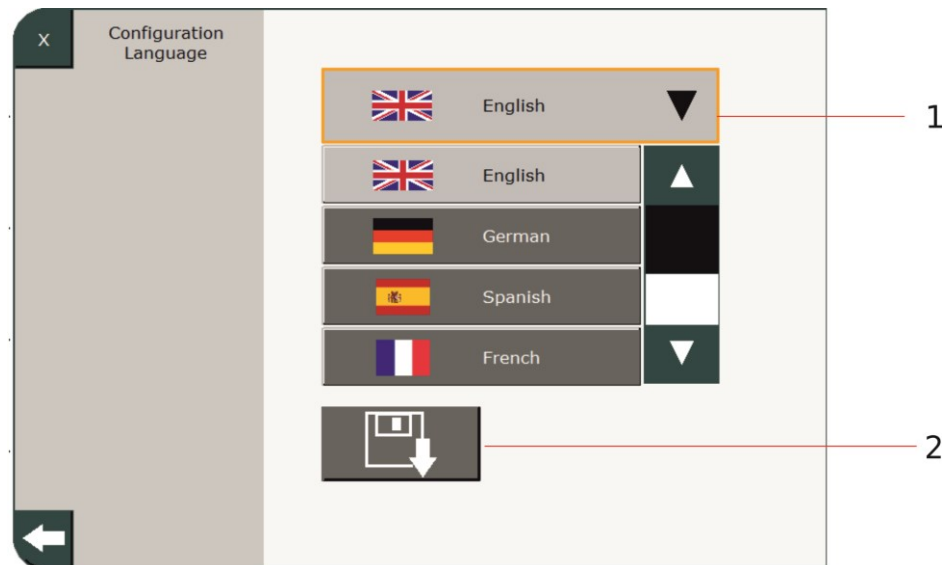 X
Configuration
Language
English
English
German
Spanish
French
1
2